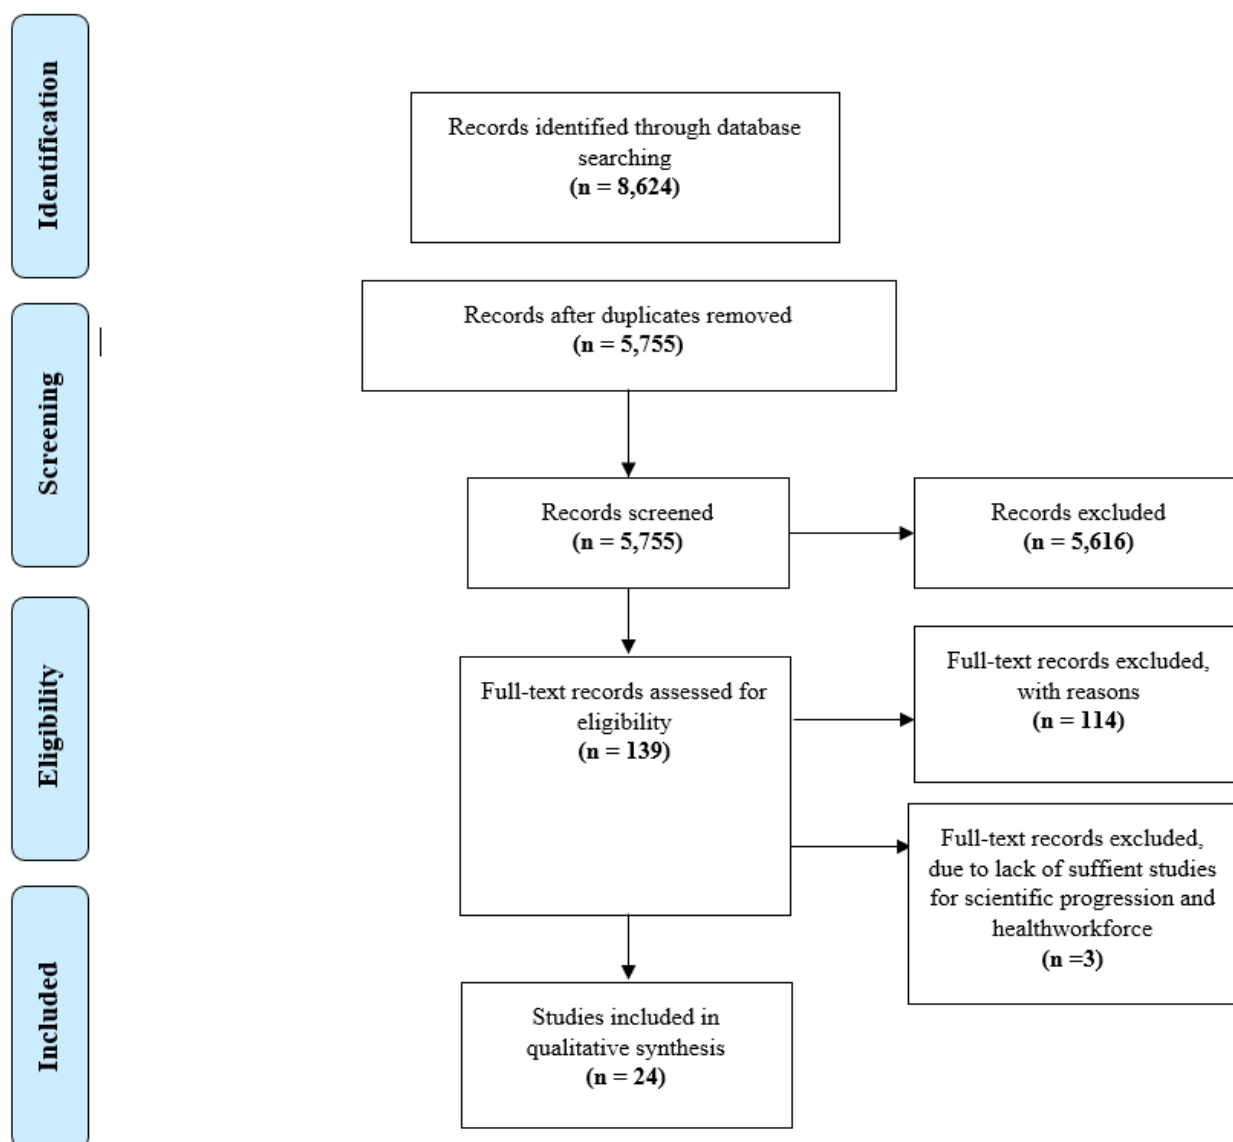 Identification
Records identified through database
searching
(n = 8,624)
Screening
Records after duplicates removed
(n = 5,755)
Records screened
(n = 5,755)
Records excluded
(n = 5,616)
Eligibility
Full-text records assessed for
eligibility
(n = 139)
Full-text records excluded,
with reasons
(n = 114)
Full-text records excluded,
due to lack of suffient studies
for scientific progression and
healthworkforce
(n =3)
Included
Studies included in
qualitative synthesis
(n = 24)